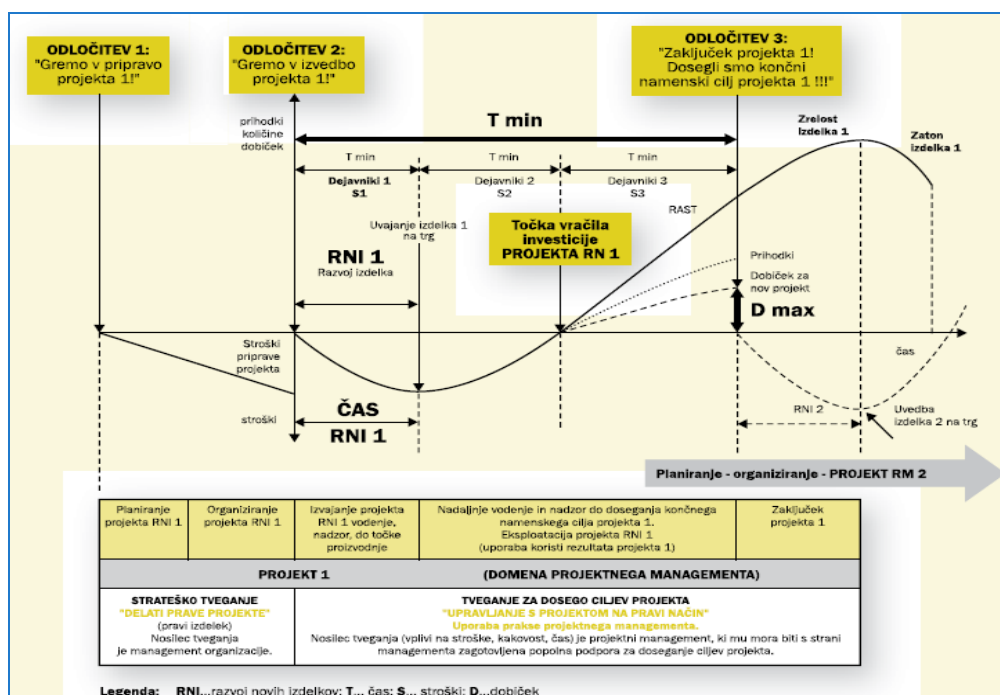 ODLOČITEV 1:
"Gremo v pripravo
projekta 1!"
ODLOČITEV 2:
"Gremo v izvedbo
projekta 1!"
ODLOČITEV 3:
"Zaključek projekta 1!
Dosegli smo končni
namenski cilj projekta 1 !!!"
prihodki
količine
dobiček
T min
Zrelost
izdelka 1
Zaton
izdelka 1
T min
T min
T min
Dejavniki 1
S1
Dejavniki 2
S2
Dejavniki 3
S3
RAST
Uvajanje izdelka 1
na trg
Točka vračila
investicije
PROJEKTA RN 1
RNI 1
Razvoj izdelka
Prihodki
Dobiček za
nov projekt
D max
Stroški
priprave
projekta
čas
stroški
ČAS
RNI 1
RNI 2
Uvedba
izdelka 2 na trg
Planiranje - organiziranje - PROJEKT RM 2
Planiranje
projekta RNI 1
Organiziranje
projekta RNI 1
Izvajanje projekta
RNI 1 vodenje,
nadzor, do točke
proizvodnje
Nadaljnje vodenje in nadzor do doseganja končnega
namenskega cilja projekta 1.
Eksploatacija projekta RNI 1
(uporaba koristi rezultata projekta 1)
Zaključek
projekta 1
PROJEKT 1 (DOMENA PROJEKTNEGA MANAGEMENTA)
STRATEŠKO TVEGANJE
"DELATI PRAVE PROJEKTE"
(pravi izdelek)
Nosilec tveganja
je management organizacije.
TVEGANJE ZA DOSEGO CILJEV PROJEKTA
"UPRAVLJANJE S PROJEKTOM NA PRAVI NAČIN"
Uporaba prakse projektnega managementa.
Nosilec tveganja (vplivi na stroške, kakovost, čas) je projektni management, ki mu mora biti s strani
managementa zagotovljena popolna podpora za doseganje ciljev projekta.
Legenda: RNI...razvoj novih izdelkov; T... čas; S... stroški; D...dobiček